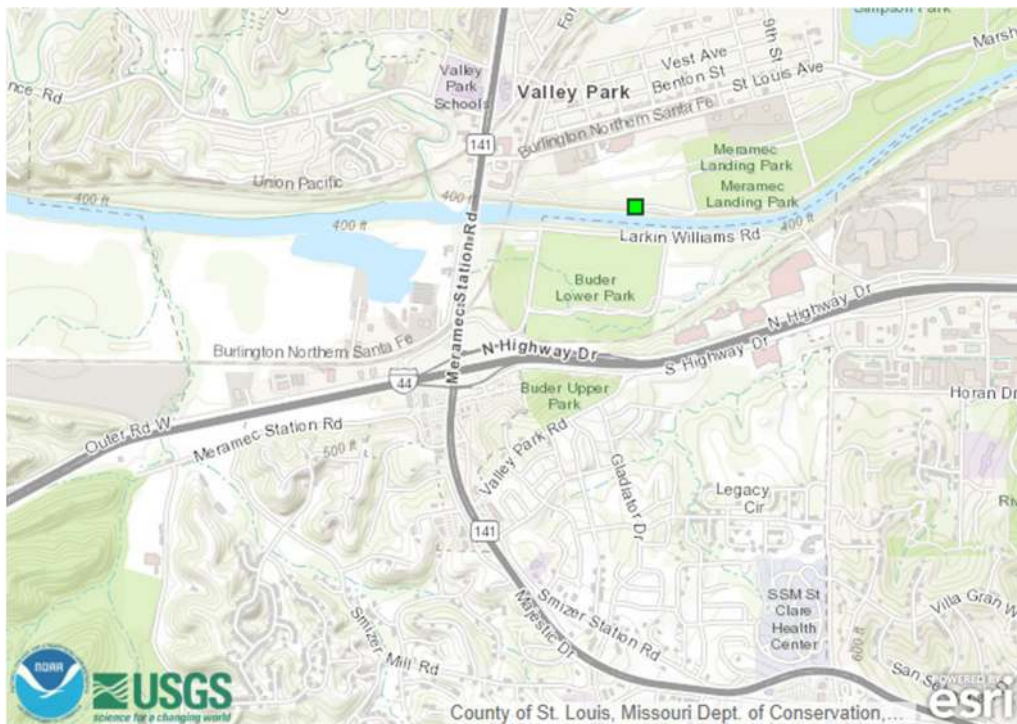 Simpson Park
Marsh
9th St
Vest Ave
Benton St
St Louis Ave
Valley
Park
Schools
Valley Park
nce Rd
141
Burlington Northern Santa Fe
Union Pacific
Meramec
Landing Park
Meramec
Landing Park
400 ft
400 ft
400 ft
400 ft
Larkin Williams Rd
Meramec Station Rd
Buder
Lower Park
N Highway Dr
N Highway Dr
S Highway Dr
Burlington Northern Santa Fe
44
Buder Upper
Park
Horan Dr
Outer Rd W
Meramec Station Rd
500 ft
Valley Park Rd
Gladiator Dr
Legacy
Cir
141
SSM St
Clare
Health
Center
Smizer Station Rd
Majestic Dr
Villa Gran W
Smizer
Mill Rd
600 ft
NOAA
USGS
science for a changing world
POWERED BY
esri
County of St. Louis, Missouri Dept. of Conservation,...